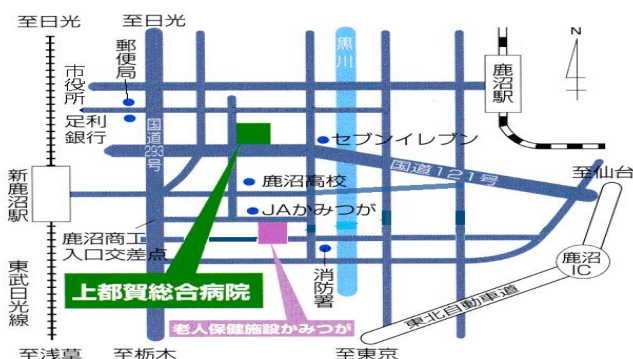 至日光
至日光
郵便局
市役所
足利
銀行
国道
293
号
黒川
N
鹿沼駅
セブンイレブン
国道121号
至仙台
新鹿沼駅
鹿沼高校
JAかみつが
鹿沼商工
入口交差点
鹿沼
IC
上都賀総合病院
消防署
東北自動車道
老人保健施設かみつが
東武日光線
至浅草
至栃木
至東京